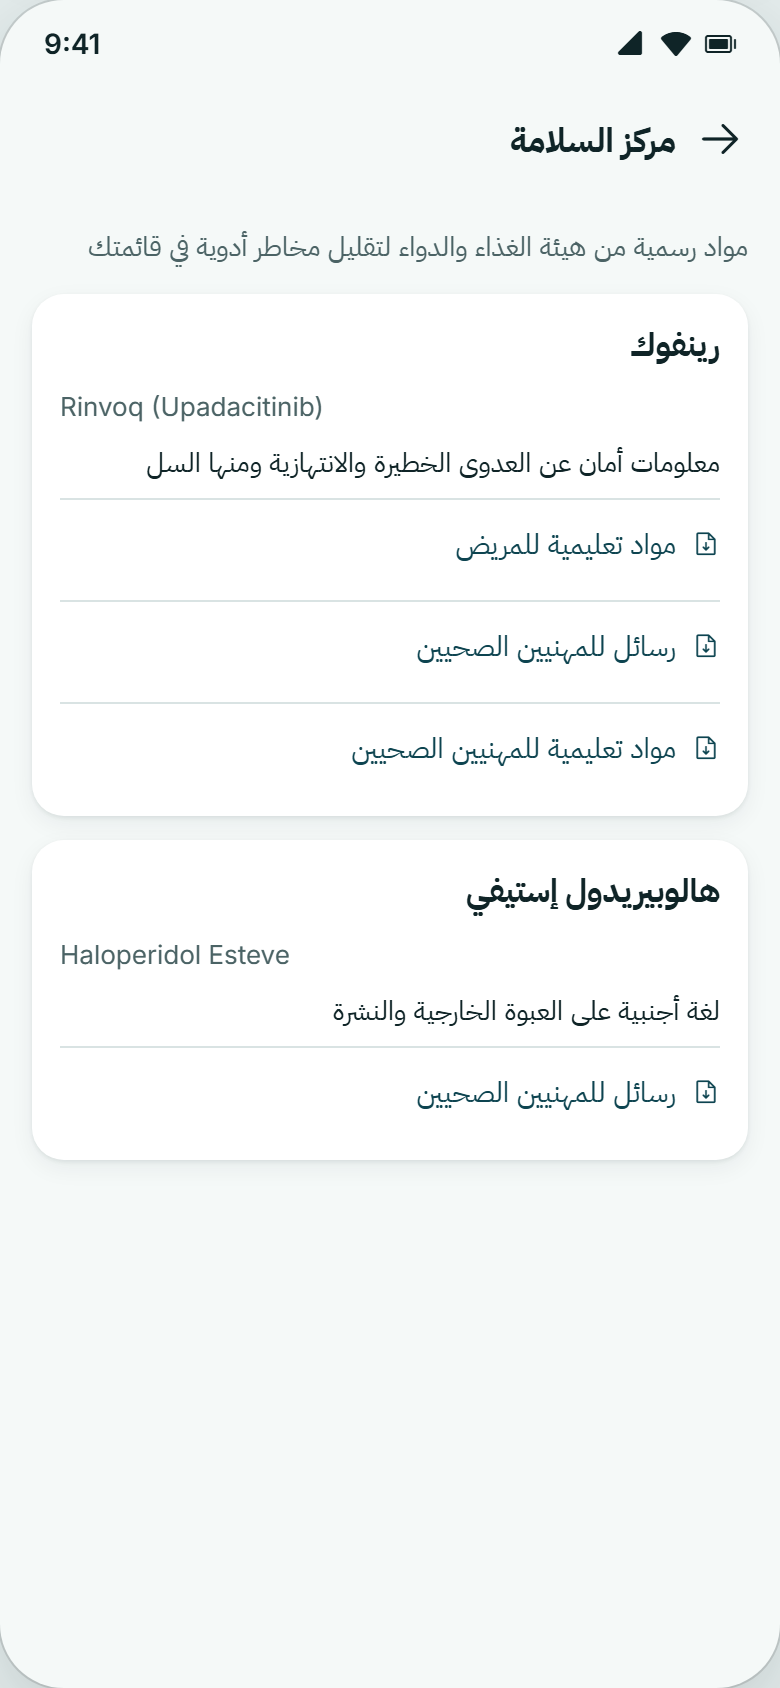 9:41
مركز السلامة
مواد رسمية من هيئة الغذاء والدواء لتقليل مخاطر أدوية في قائمتك
رينفوك
Rinvoq (Upadacitinib)
معلومات أمان عن العدوى الخطيرة والانتهازية ومنها السل
مواد تعليمية للمريض
رسائل للمهنيين الصحيين
مواد تعليمية للمهنيين الصحيين
هالوبيريدول إستيفي
Haloperidol Esteve
لغة أجنبية على العبوة الخارجية والنشرة
رسائل للمهنيين الصحيين